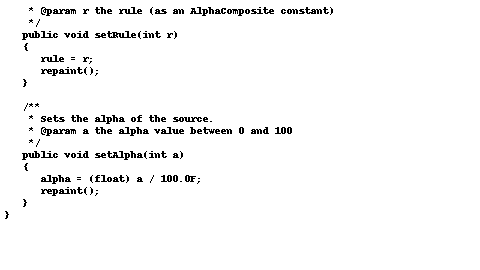 * @param r the rule (as an AlphaComposite constant)
    */
   public void setRule(int r)
   {
      rule = r;
      repaint();
   }

   /**
    * Sets the alpha of the source.
    * @param a the alpha value between 0 and 100
    */
   public void setAlpha(int a)
   {
      alpha = (float) a / 100.0F;
      repaint();
   }
}